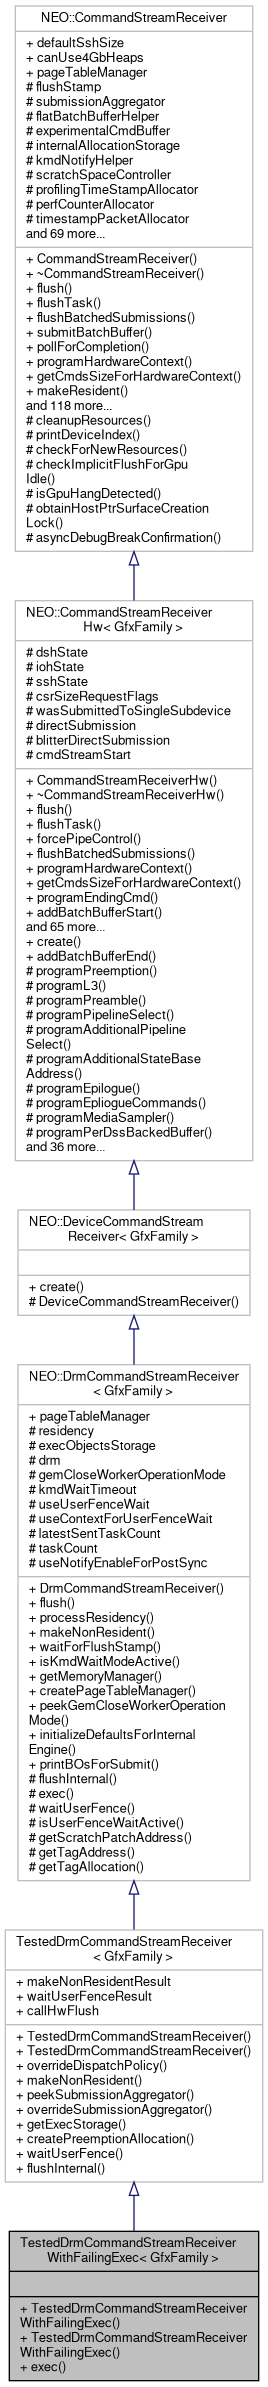 NEO::CommandStreamReceiver
+ defaultSshSize
+ canUse4GbHeaps
+ pageTableManager
# flushStamp
# submissionAggregator
# flatBatchBufferHelper
# experimentalCmdBuffer
# internalAllocationStorage
# kmdNotifyHelper
# scratchSpaceController
# profilingTimeStampAllocator
# perfCounterAllocator
# timestampPacketAllocator
and 69 more...
+ CommandStreamReceiver()
+ ~CommandStreamReceiver()
+ flush()
+ flushTask()
+ flushBatchedSubmissions()
+ submitBatchBuffer()
+ pollForCompletion()
+ programHardwareContext()
+ getCmdsSizeForHardwareContext()
+ makeResident()
and 118 more...
# cleanupResources()
# printDeviceIndex()
# checkForNewResources()
# checkImplicitFlushForGpu
Idle()
# isGpuHangDetected()
# obtainHostPtrSurfaceCreation
Lock()
# asyncDebugBreakConfirmation()
NEO::CommandStreamReceiver
Hw< GfxFamily >
# dshState
# iohState
# sshState
# csrSizeRequestFlags
# wasSubmittedToSingleSubdevice
# directSubmission
# blitterDirectSubmission
# cmdStreamStart
+ CommandStreamReceiverHw()
+ ~CommandStreamReceiverHw()
+ flush()
+ flushTask()
+ forcePipeControl()
+ flushBatchedSubmissions()
+ programHardwareContext()
+ getCmdsSizeForHardwareContext()
+ programEndingCmd()
+ addBatchBufferStart()
and 65 more...
+ create()
+ addBatchBufferEnd()
# programPreemption()
# programL3()
# programPreamble()
# programPipelineSelect()
# programAdditionalPipeline
Select()
# programAdditionalStateBase
Address()
# programEpilogue()
# programEpliogueCommands()
# programMediaSampler()
# programPerDssBackedBuffer()
and 36 more...
NEO::DeviceCommandStream
Receiver< GfxFamily >
+ create()
# DeviceCommandStreamReceiver()
NEO::DrmCommandStreamReceiver
< GfxFamily >
+ pageTableManager
# residency
# execObjectsStorage
# drm
# gemCloseWorkerOperationMode
# kmdWaitTimeout
# useUserFenceWait
# useContextForUserFenceWait
# latestSentTaskCount
# taskCount
# useNotifyEnableForPostSync
+ DrmCommandStreamReceiver()
+ flush()
+ processResidency()
+ makeNonResident()
+ waitForFlushStamp()
+ isKmdWaitModeActive()
+ getMemoryManager()
+ createPageTableManager()
+ peekGemCloseWorkerOperation
Mode()
+ initializeDefaultsForInternal
Engine()
+ printBOsForSubmit()
# flushInternal()
# exec()
# waitUserFence()
# isUserFenceWaitActive()
# getScratchPatchAddress()
# getTagAddress()
# getTagAllocation()
TestedDrmCommandStreamReceiver
< GfxFamily >
+ makeNonResidentResult
+ waitUserFenceResult
+ callHwFlush
+ TestedDrmCommandStreamReceiver()
+ TestedDrmCommandStreamReceiver()
+ overrideDispatchPolicy()
+ makeNonResident()
+ peekSubmissionAggregator()
+ overrideSubmissionAggregator()
+ getExecStorage()
+ createPreemptionAllocation()
+ waitUserFence()
+ flushInternal()
TestedDrmCommandStreamReceiver
WithFailingExec< GfxFamily >
+ TestedDrmCommandStreamReceiver
WithFailingExec()
+ TestedDrmCommandStreamReceiver
WithFailingExec()
+ exec()